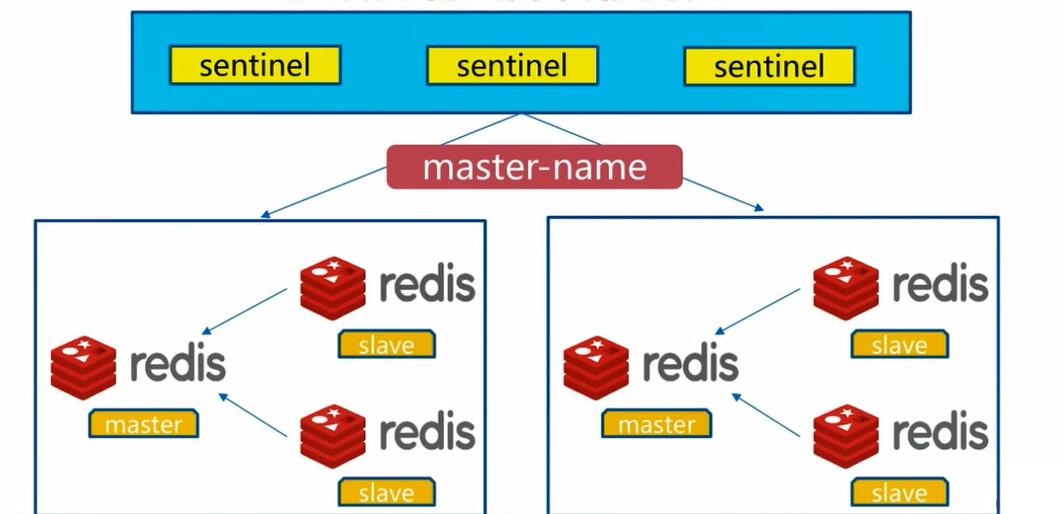 sentinel sentinel sentinel
master-name
redis redis
slave slave
redis redis
master master
redis redis
slave slave